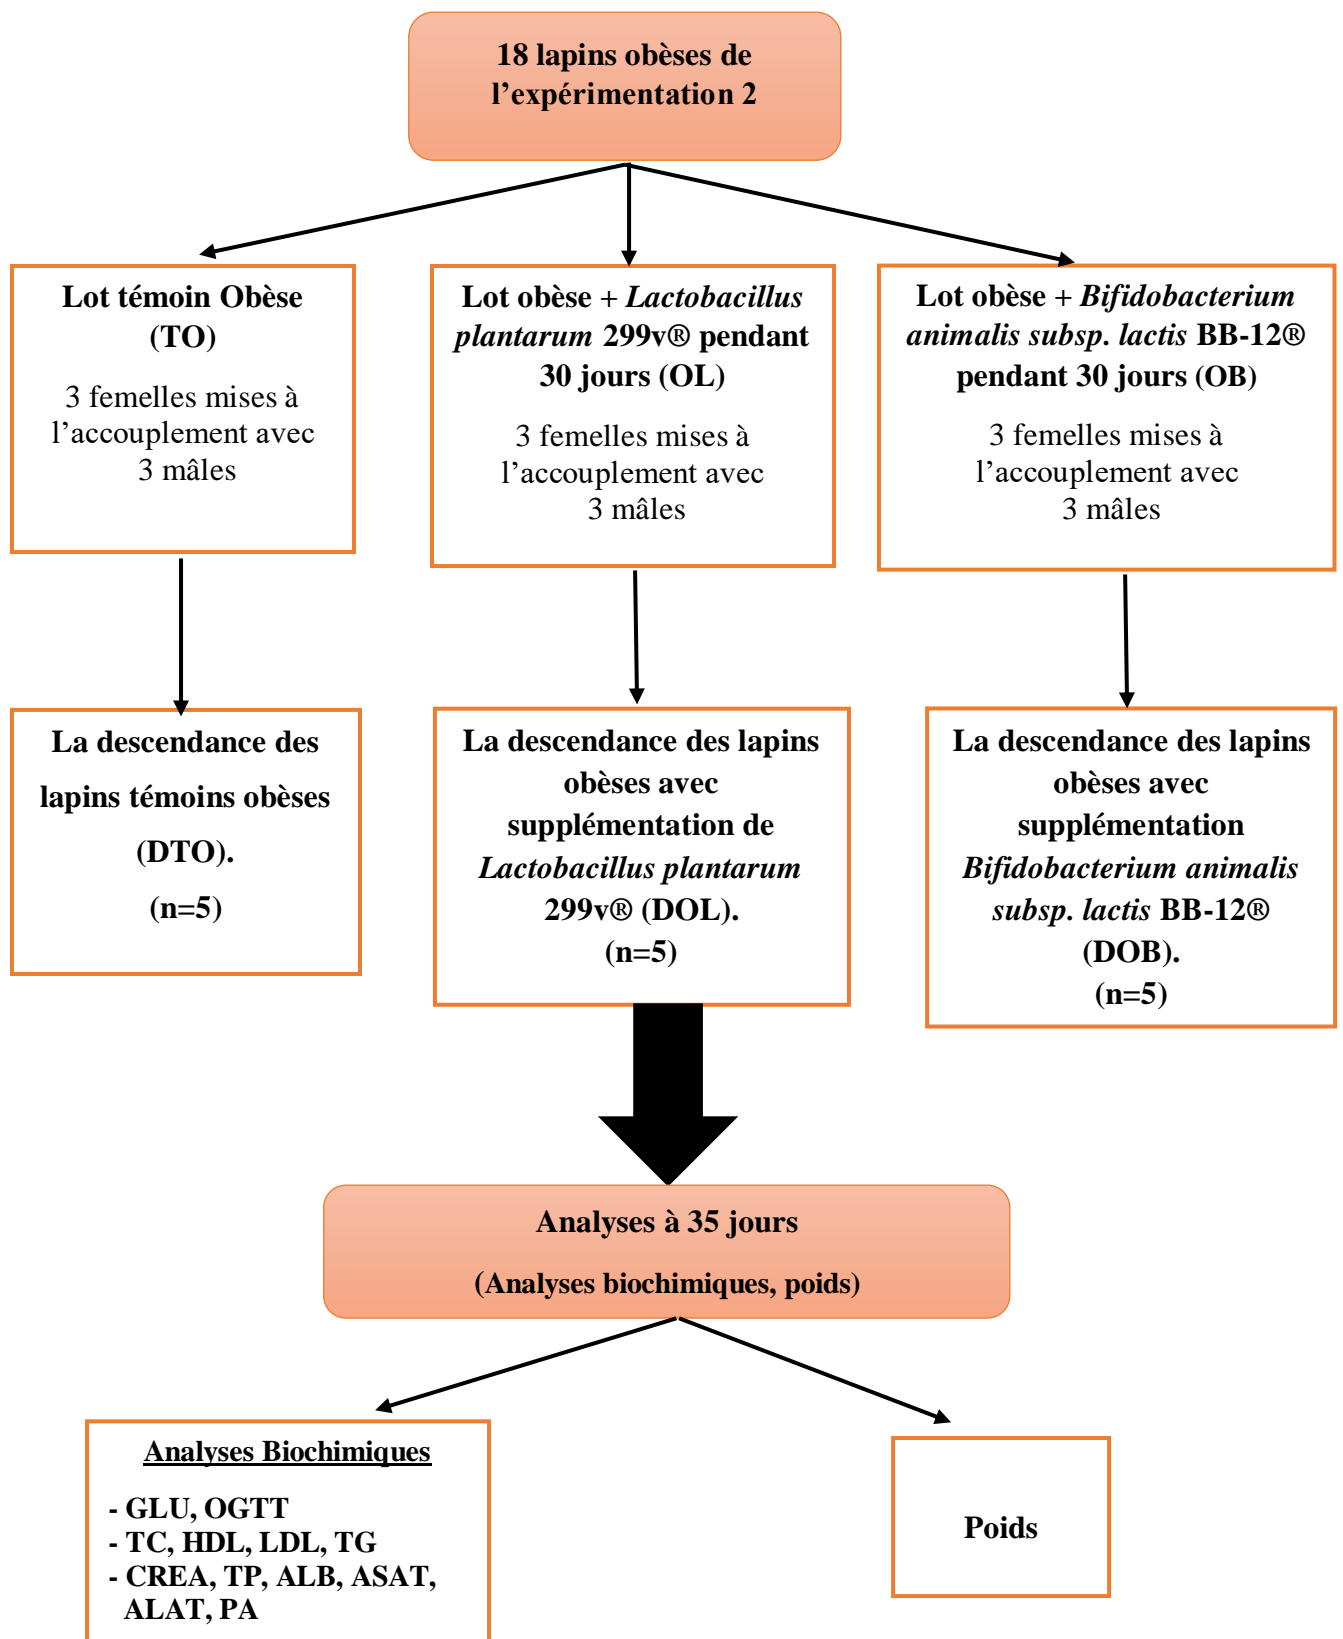 18 lapins obèses de
l’expérimentation 2
Lot témoin Obèse
(TO)
3 femelles mises à
l’accouplement avec
3 mâles
Lot obèse + Lactobacillus
plantarum 299v® pendant
30 jours (OL)
3 femelles mises à
l’accouplement avec
3 mâles
Lot obèse + Bifidobacterium
animalis subsp. lactis BB-12®
pendant 30 jours (OB)
3 femelles mises à
l’accouplement avec
3 mâles
La descendance des
lapins témoins obèses
(DTO).
(n=5)
La descendance des lapins
obèses avec
supplémentation de
Lactobacillus plantarum
299v® (DOL).
(n=5)
La descendance des lapins
obèses avec
supplémentation
Bifidobacterium animalis
subsp. lactis BB-12®
(DOB).
(n=5)
Analyses à 35 jours
(Analyses biochimiques, poids)
Analyses Biochimiques
- GLU, OGTT
- TC, HDL, LDL, TG
- CREA, TP, ALB, ASAT,
ALAT, PA
Poids